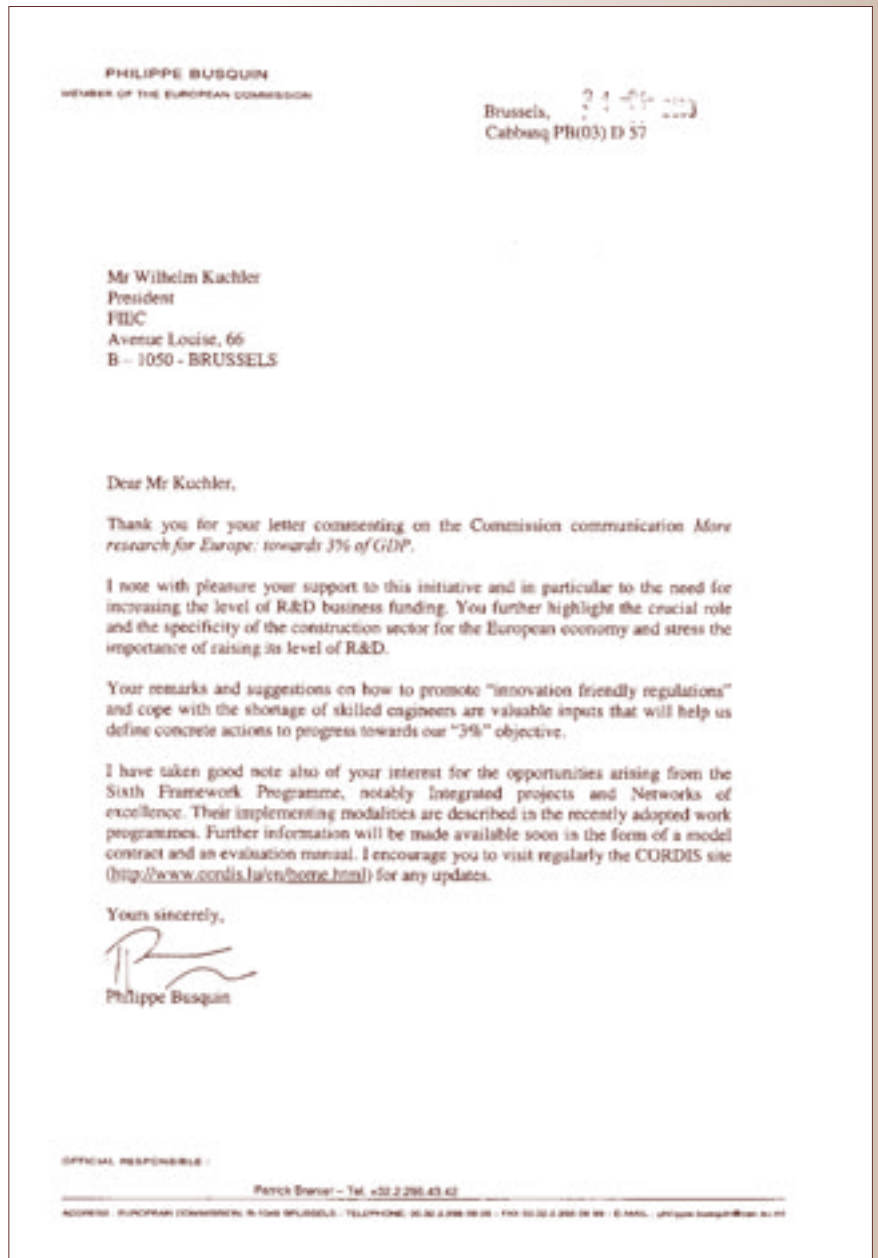 PHILIPPE BUSQUIN
MEMBER OF THE EUROPEAN COMMISSION
Brussels,
Cabbusq PB(03) D 57
Mr Wilhelm Kuchler
President
FIEC
Avenue Louise, 66
B – 1050 - BRUSSELS
Dear Mr Kuchler,
Thank you for your letter commenting on the Commission communication More
research for Europe: towards 3% of GDP.
I note with pleasure your support to this initiative and in particular to the need for
increasing the level of R&D business funding. You further highlight the crucial role
and the specificity of the construction sector for the European economy and stress the
importance of raising its level of R&D.
Your remarks and suggestions on how to promote "innovation friendly regulations"
and cope with the shortage of skilled engineers are valuable inputs that will help us
define concrete actions to progress towards our "3%" objective.
I have taken good note also of your interest for the opportunities arising from the
Sixth Framework Programme, notably Integrated projects and Networks of
excellence. Their implementing modalities are described in the recently adopted work
programmes. Further information will be made available soon in the form of a model
contract and an evaluation manual. I encourage you to visit regularly the CORDIS site
(http://www.cordis.lu/en/home.html) for any updates.
Yours sincerely,
Philippe Busquin
OFFICIAL RESPONSIBLE :
Patrick – Tel.
ADDRESS : EUROPEAN COMMISSION, BRUSSELS - TELEPHONE: - E-MAIL :